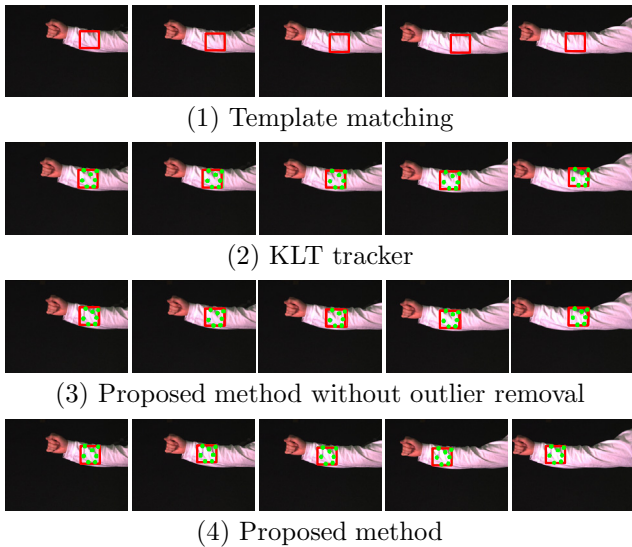 (1) Template matching
(2) KLT tracker
(3) Proposed method without outlier removal
(4) Proposed method